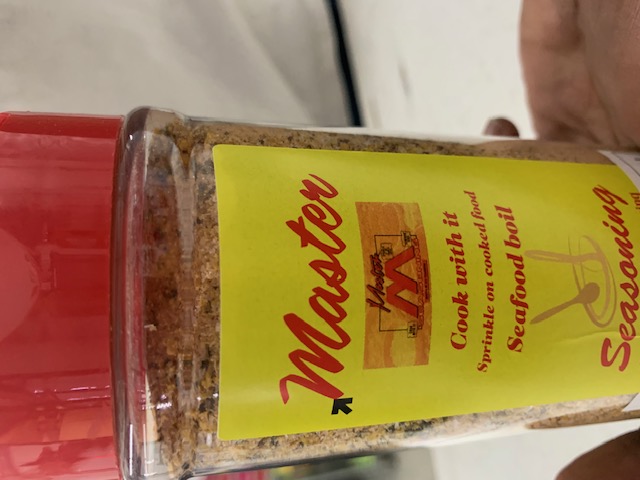 Master
Cook with it
Sprinkle on cooked food
Seafood boil
Seasoning